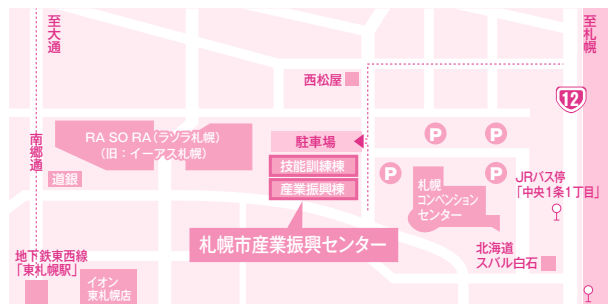 至大通
至札幌
西松屋
12
南郷通
RA SO RA(ラソラ札幌)
(旧:イーアス札幌)
駐車場
P
P
技能訓練棟
P
P
道銀
産業振興棟
札幌
コンベンション
センター
JRバス停
「中央1条1丁目」
札幌市産業振興センター
地下鉄東西線
「東札幌駅」
イオン
東札幌店
北海道
スバル白石